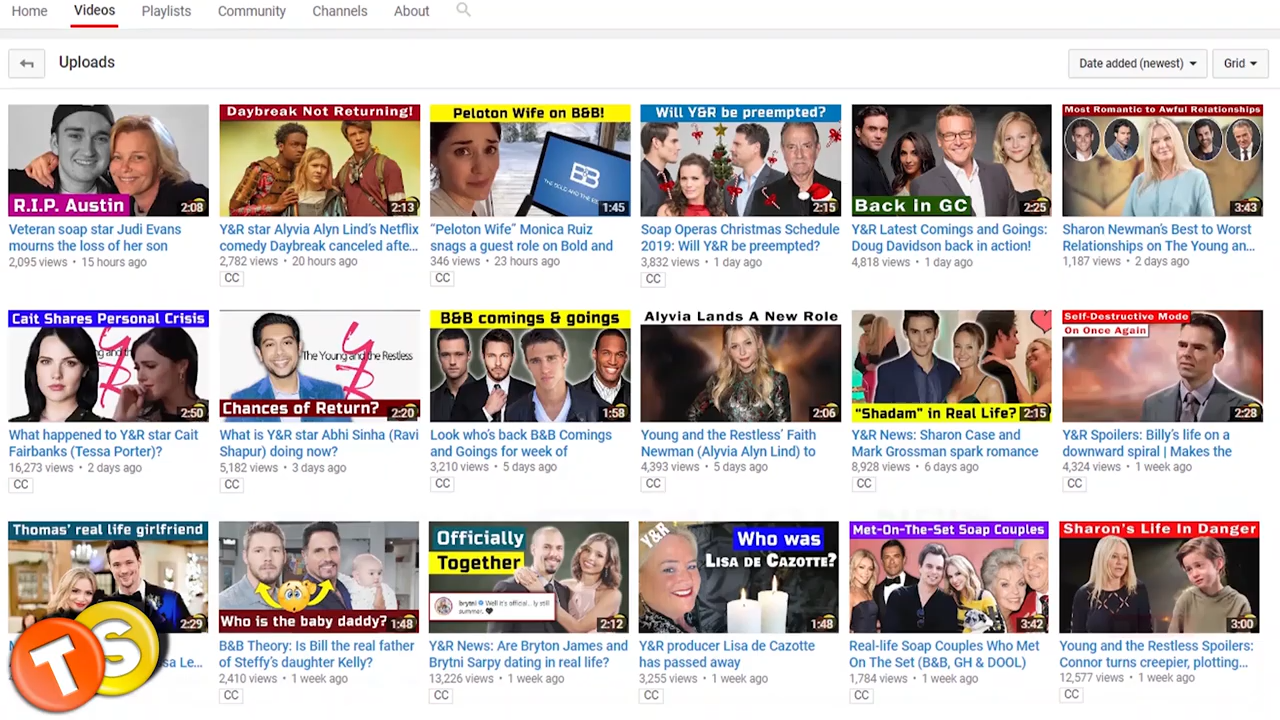 Home Videos Playlists Community Channels About
Uploads
Date added (newest) Grid
R.I.P. Austin
2:08
Veteran soap star Judi Evans
mourns the loss of her son
2,095 views • 15 hours ago
Daybreak Not Returning!
2:13
Y&R star Alyvia Alyn Lind's Netflix
comedy Daybreak canceled afte...
2,782 views • 20 hours ago
CC
Peloton Wife on B&B!
B&B
1:45
"Peloton Wife" Monica Ruiz
snags a guest role on Bold and
346 views • 23 hours ago
CC
Will Y&R be preempted?
2:15
Soap Operas Christmas Schedule
2019: Will Y&R be preempted?
3,832 views • 1 day ago
CC
Back in GC
2:25
Y&R Latest Comings and Goings:
Doug Davidson back in action!
4,818 views • 1 day ago
Most Romantic to Awful Relationships
3:43
Sharon Newman's Best to Worst
Relationships on The Young an...
1,187 views • 2 days ago
Cait Shares Personal Crisis
2:50
What happened to Y&R star Cait
Fairbanks (Tessa Porter)?
16,273 views • 2 days ago
CC
The Young and the Restless
Chances of Return?
2:20
What is Y&R star Abhi Sinha (Ravi
Shapur) doing now?
5,182 views • 3 days ago
CC
B&B comings & goings
1:58
Look who's back B&B Comings
and Goings for week of
3,210 views • 5 days ago
CC
Alyvia Lands A New Role
2:06
Young and the Restless' Faith
Newman (Alyvia Alyn Lind) to
4,393 views • 5 days ago
CC
"Shadam" in Real Life?
2:15
Y&R News: Sharon Case and
Mark Grossman spark romance
8,928 views • 6 days ago
CC
Self-Destructive Mode
On Once Again
2:28
Y&R Spoilers: Billy's life on a
downward spiral | Makes the
4,324 views • 1 week ago
CC
Thomas' real life girlfriend
2:29
Who is the baby daddy?
1:48
B&B Theory: Is Bill the real father
of Steffy's daughter Kelly?
2,410 views • 1 week ago
CC
Officially
Together
2:12
Y&R News: Are Bryton James and
Brytni Sarpy dating in real life?
13,226 views • 1 week ago
CC
Y&R
Who was
Lisa de Cazotte?
1:48
Y&R producer Lisa de Cazotte
has passed away
3,255 views • 1 week ago
CC
Met-On-The-Set Soap Couples
3:42
Real-life Soap Couples Who Met
On The Set (B&B, GH & DOOL)
1,784 views • 1 week ago
CC
Sharon's Life In Danger
3:00
Young and the Restless Spoilers:
Connor turns creepier, plotting...
12,577 views • 1 week ago
CC
TS